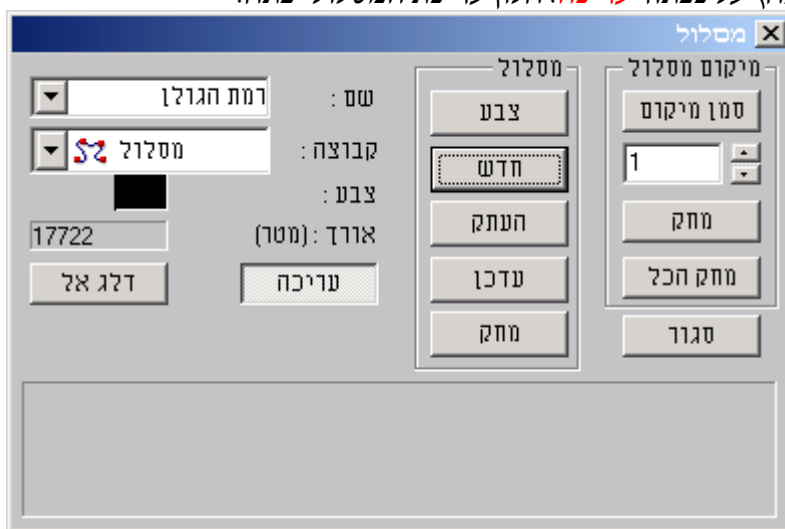 מסלול
מיקום מסלול
סמן מיקום
1
מחק
מחק הכל
סגור
מסלול
צבע
חדש
העתק
עדכן
מחק
שם : רמת הגולן
קבוצה : מסלול
צבע :
אורך : (מטר) 17722
עריכה דלג אל